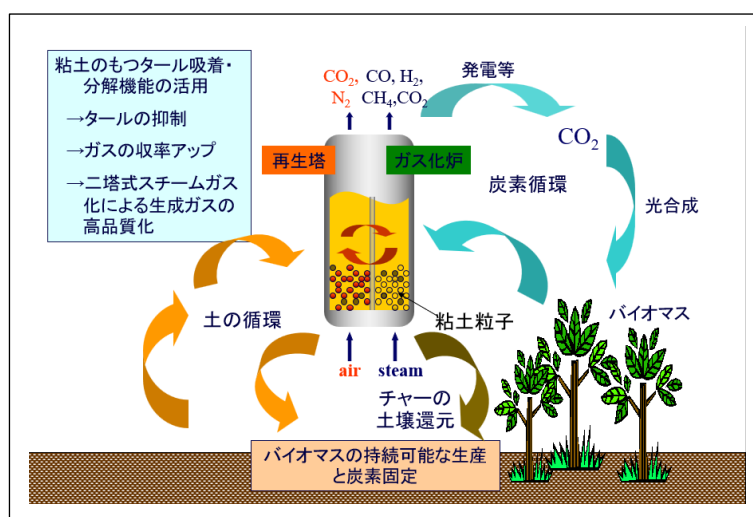 粘土のもつタール吸着・
分解機能の活用
→タールの抑制
→ガスの収率アップ
→二塔式スチームガス
化による生成ガスの
高品質化
CO2,
N2
CO, H2,
CH4,CO2
発電等
CO2
再生塔
ガス化炉
炭素循環
光合成
土の循環
粘土粒子
バイオマス
air
steam
チャーの
土壌還元
バイオマスの持続可能な生産
と炭素固定